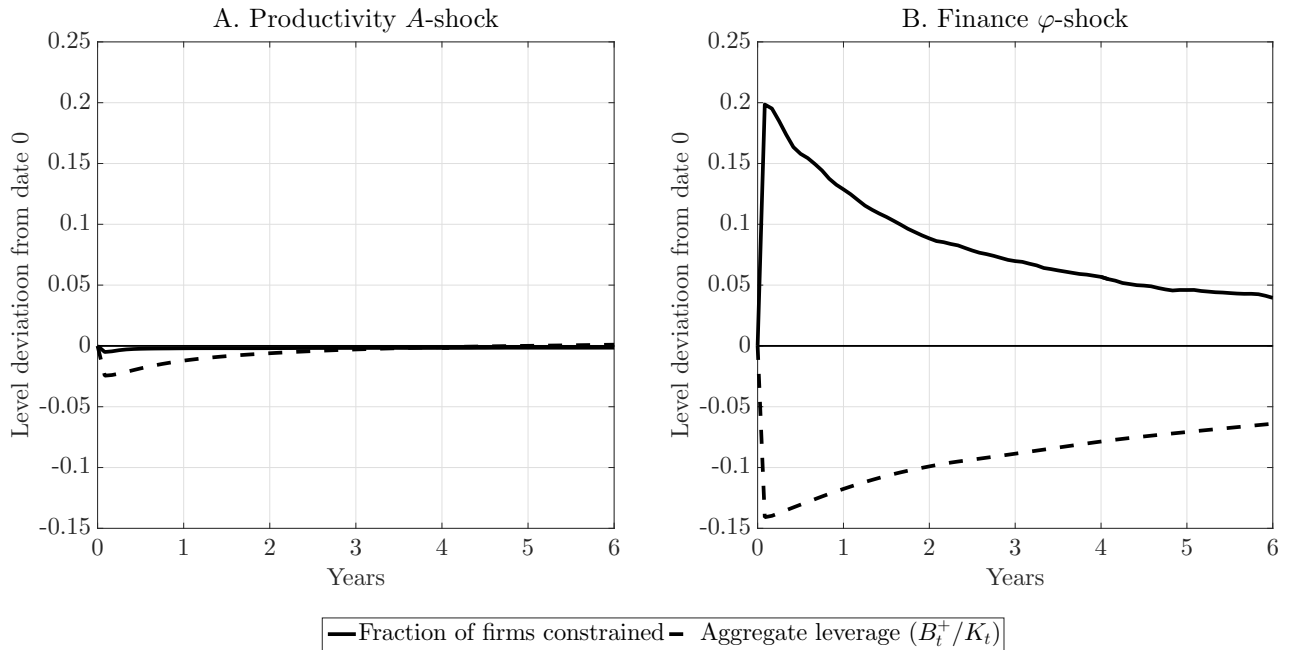 A. Productivity A-shock
0.25
0.2
0.15
0.1
0.05
0
-0.05
-0.1
-0.15
Level deviatioon from date 0
0 1 2 3 4 5 6
Years
B. Finance φ-shock
0.25
0.2
0.15
0.1
0.05
0
-0.05
-0.1
-0.15
Level deviatioon from date 0
0 1 2 3 4 5 6
Years
Fraction of firms constrained Aggregate leverage (B_t^+/K_t)